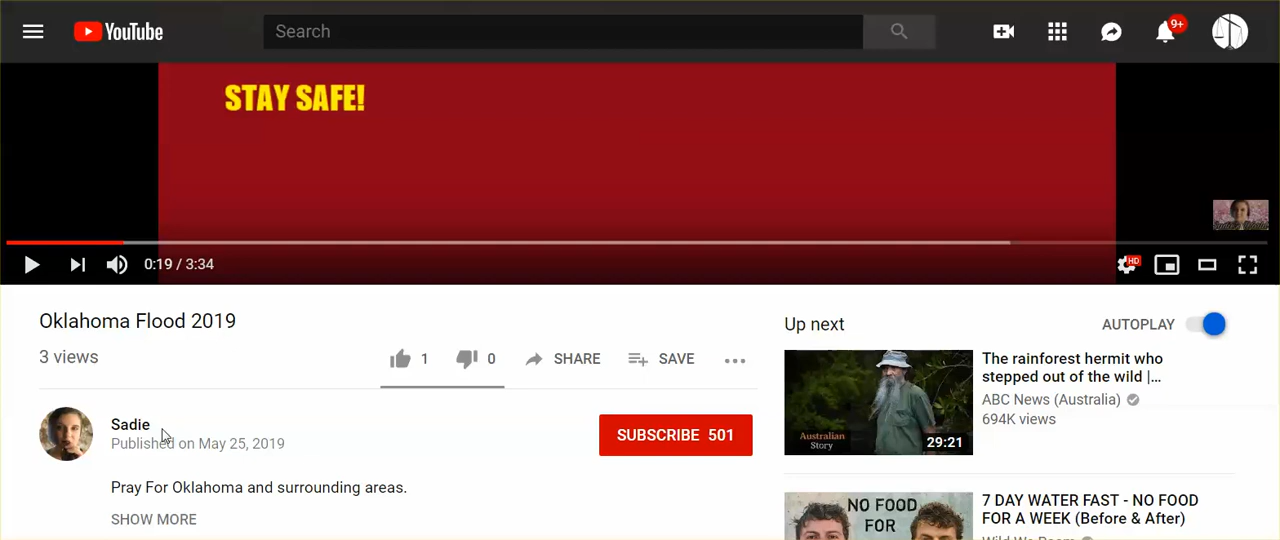 YouTube
Search
9+
STAY SAFE!
0:19 / 3:34
HD
Oklahoma Flood 2019
3 views
1
0
SHARE
SAVE
Sadie
Published on May 25, 2019
SUBSCRIBE 501
Pray For Oklahoma and surrounding areas.
SHOW MORE
Up next
AUTOPLAY
Australian
Story
29:21
The rainforest hermit who
stepped out of the wild |...
ABC News (Australia)
694K views
NO FOOD
FOR
7 DAY WATER FAST - NO FOOD
FOR A WEEK (Before & After)